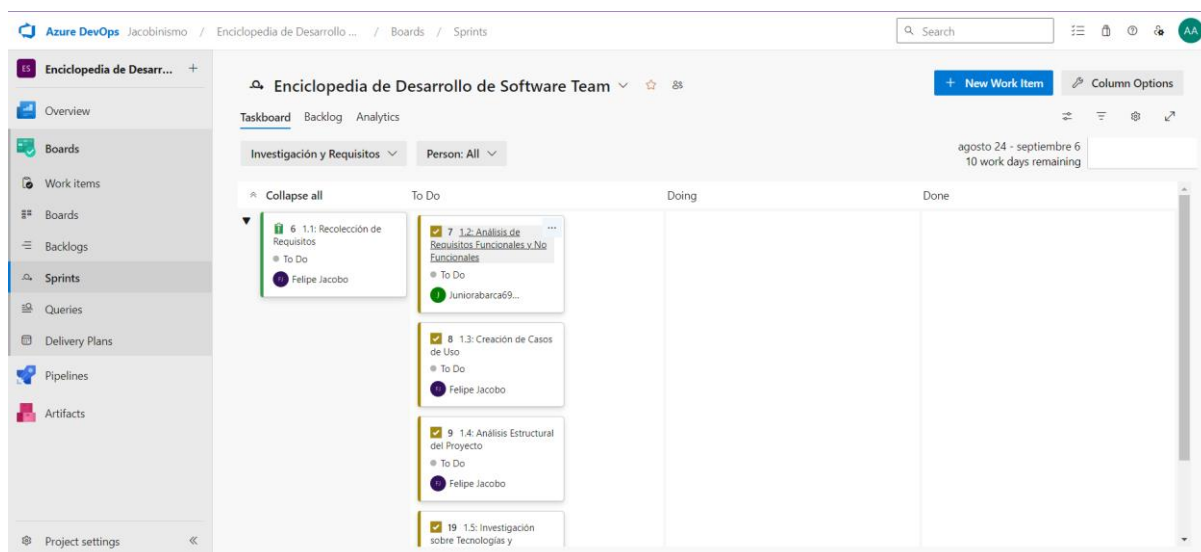 Azure DevOps Jacobinismo / Enciclopedia de Desarrollo ... / Boards / Sprints
Search
AA
ES Enciclopedia de Desarr... +
Overview
Boards
Work items
Boards
Backlogs
Sprints
Queries
Delivery Plans
Pipelines
Artifacts
Project settings
Enciclopedia de Desarrollo de Software Team
+ New Work Item
Column Options
Taskboard Backlog Analytics
Investigación y Requisitos
Person: All
agosto 24 - septiembre 6
10 work days remaining
Collapse all
To Do
Doing
Done
6 1.1: Recolección de
Requisitos
To Do
FJ Felipe Jacobo
7 1.2: Análisis de
Requisitos Funcionales y No
Funcionales
To Do
J Juniorabarca69...
8 1.3: Creación de Casos
de Uso
To Do
FJ Felipe Jacobo
9 1.4: Análisis Estructural
del Proyecto
To Do
FJ Felipe Jacobo
19 1.5: Investigación
sobre Tecnologías y